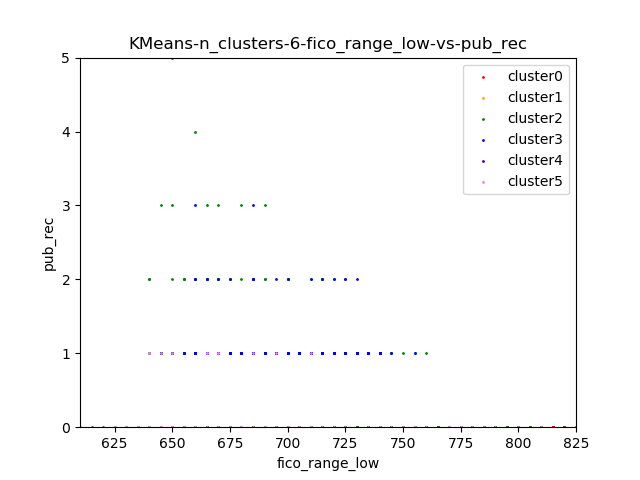 KMeans-n_clusters-6-fico_range_low-vs-pub_rec
5
4
3
2
1
0
pub_rec
cluster0
cluster1
cluster2
cluster3
cluster4
cluster5
625 650 675 700 725 750 775 800 825
fico_range_low